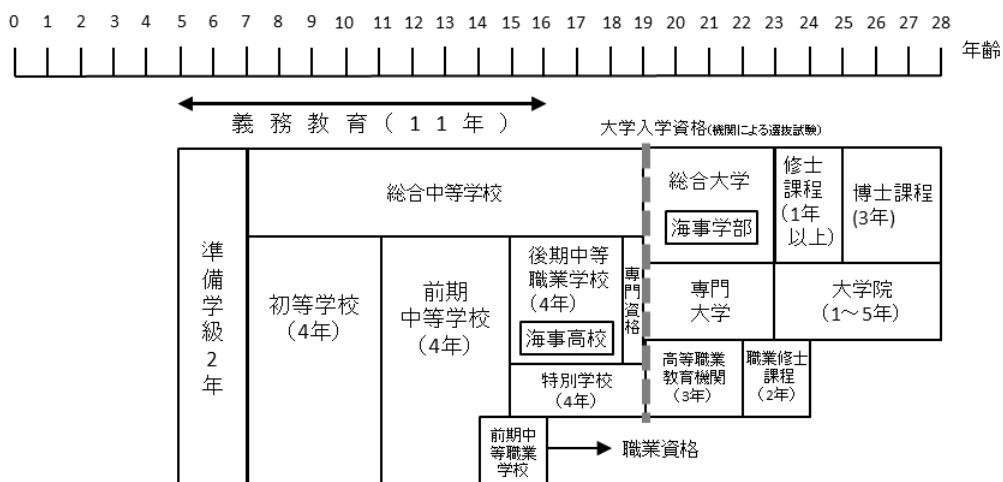 0 1 2 3 4 5 6 7 8 9 10 11 12 13 14 15 16 17 18 19 20 21 22 23 24 25 26 27 28
年齢
義務教育(11年)
大学入学資格(機関による選抜試験)
準備学級2年
総合中等学校
初等学校
(4年)
前期
中等学校
(4年)
後期中等
職業学校
(4年)
海事高校
専門資格
特別学校
(4年)
前期中
等職業
学校
職業資格
総合大学
海事学部
修士
課程
(1年
以上)
博士課程
(3年)
専門
大学
大学院
(1～5年)
高等職業
教育機関
(3年)
職業修士
課程
(2年)